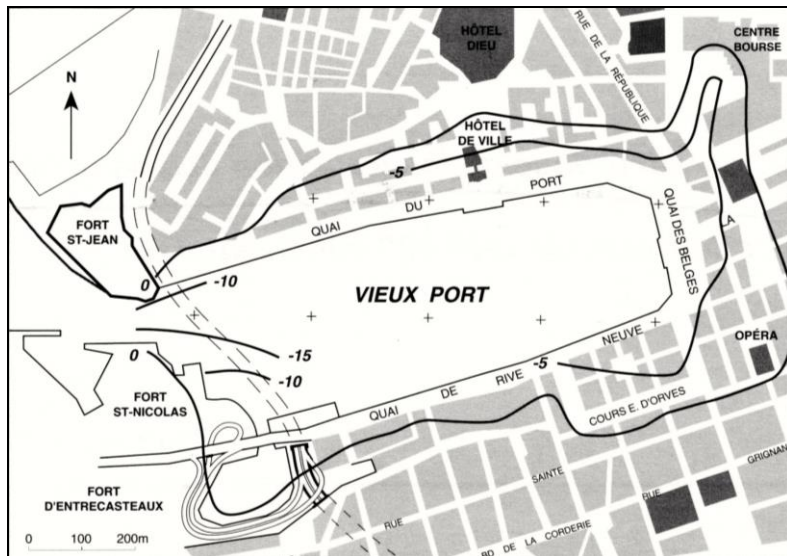 HÔTEL
DIEU
RUE DE LA RÉPUBLIQUE
CENTRE
BOURSE
N
HÔTEL
DE VILLE
-5
QUAI DU PORT
QUAI DES BELGES
LA
FORT
ST-JEAN
0
-10
VIEUX PORT
-15
0
-10
-5
OPÉRA
QUAI DE RIVE NEUVE
FORT
ST-NICOLAS
COURS E. D'ORVES
FORT
D'ENTRECASTEAUX
RUE SAINTE
RUE GRIGNAN
RD DE LA CORDERIE
0 100 200m